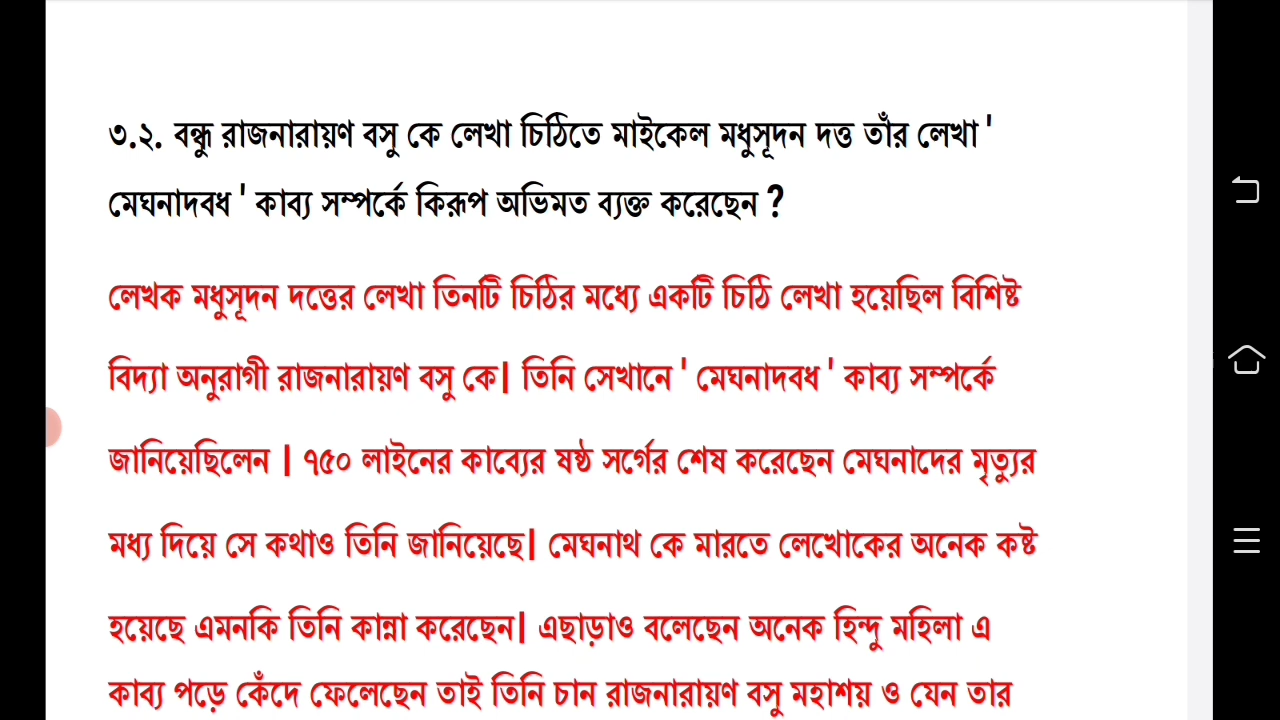 ৩.২. বন্ধু রাজনারায়ণ বসু কে লেখা চিঠিতে মাইকেল মধুসূদন দত্ত তাঁর লেখা '
মেঘনাদবধ ' কাব্য সম্পর্কে কিরূপ অভিমত ব্যক্ত করেছেন ?
লেখক মধুসূদন দত্তের লেখা তিনটি চিঠির মধ্যে একটি চিঠি লেখা হয়েছিল বিশিষ্ট
বিদ্যা অনুরাগী রাজনারায়ণ বসু কে| তিনি সেখানে ' মেঘনাদবধ ' কাব্য সম্পর্কে
জানিয়েছিলেন | ৭৫০ লাইনের কাব্যের ষষ্ঠ সর্গের শেষ করেছেন মেঘনাদের মৃত্যুর
মধ্য দিয়ে সে কথাও তিনি জানিয়েছে| মেঘনাথ কে মারতে লেখোকের অনেক কষ্ট
হয়েছে এমনকি তিনি কান্না করেছেন| এছাড়াও বলেছেন অনেক হিন্দু মহিলা এ
কাব্য পড়ে কেঁদে ফেলেছেন তাই তিনি চান রাজনারায়ণ বসু মহাশয় ও যেন তার